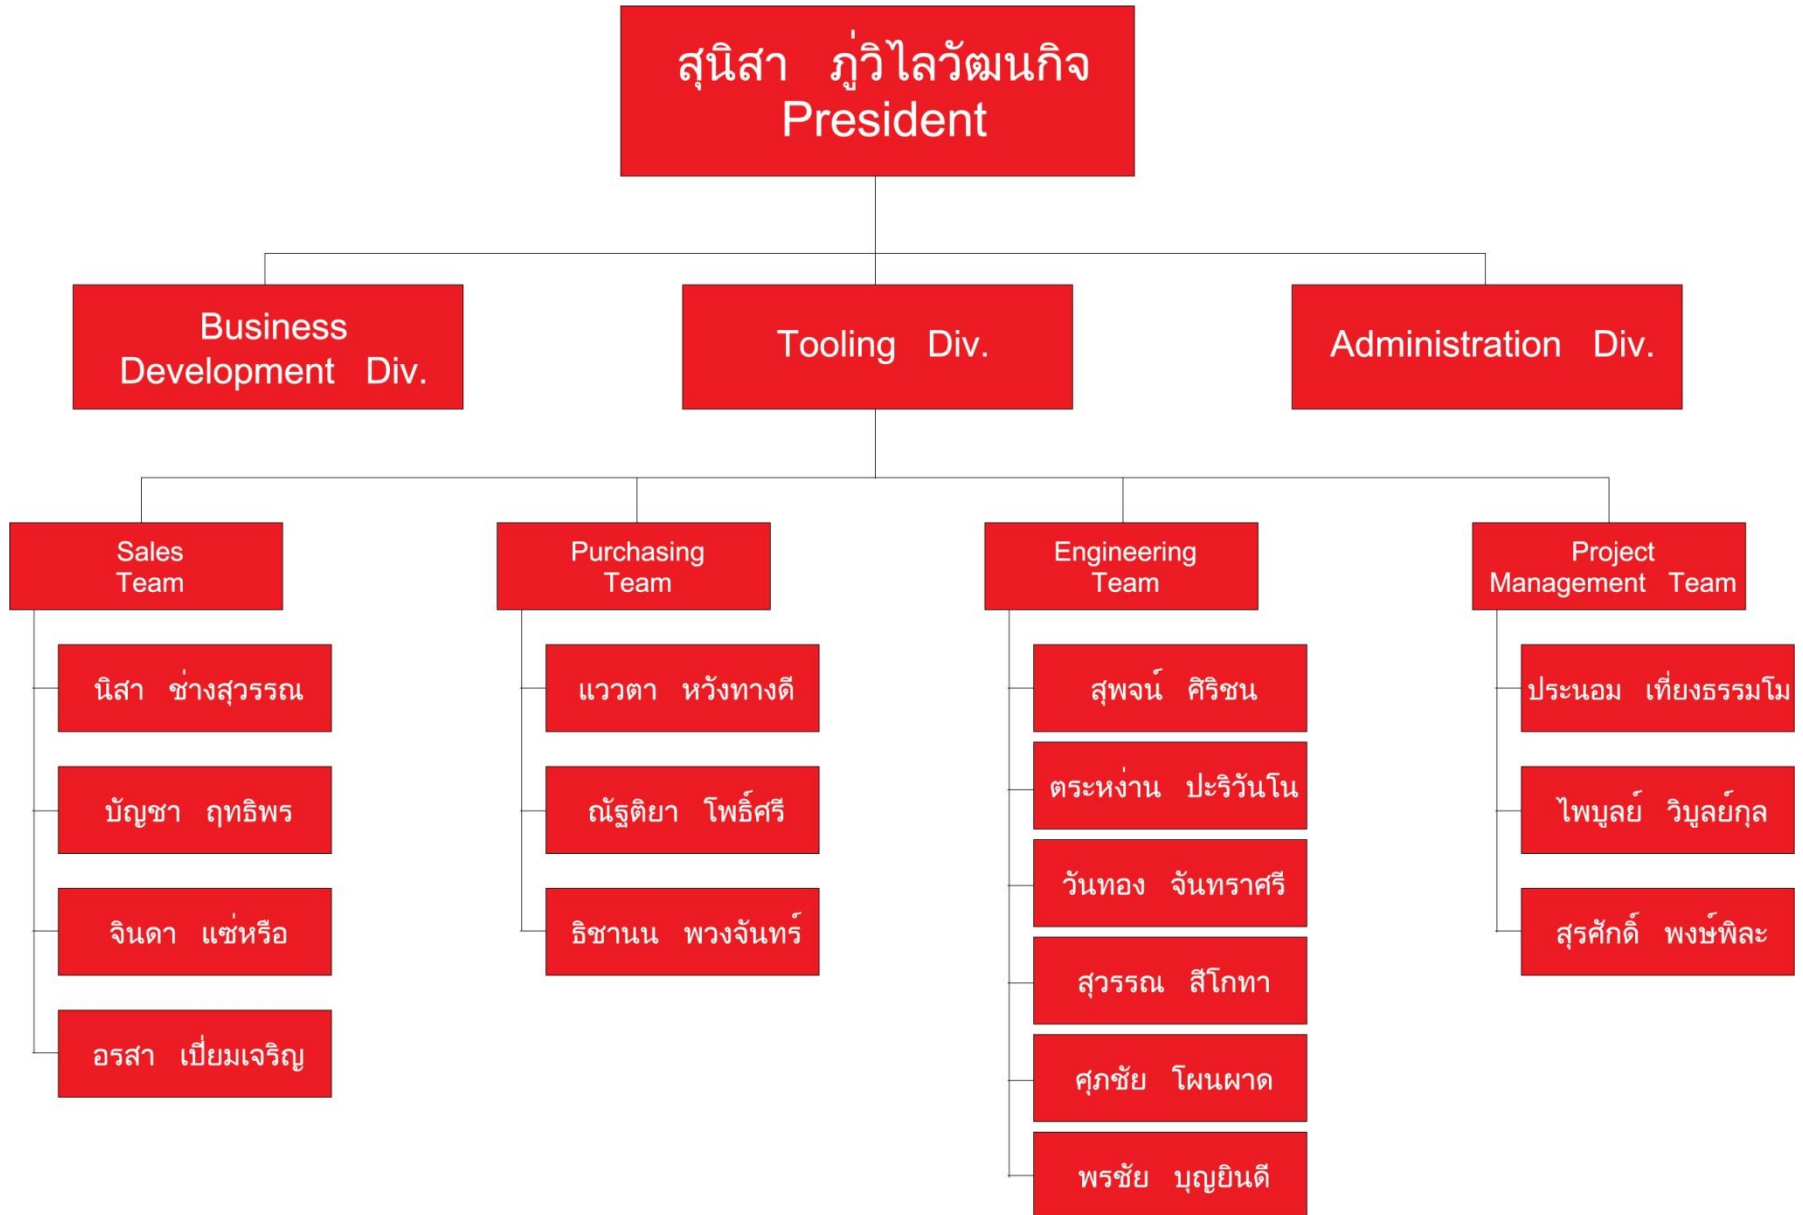 สุนิสา ภู่วิไลวัฒนกิจ
President
Business
Development Div.
Tooling Div.
Administration Div.
Sales
Team
Purchasing
Team
Engineering
Team
Project
Management Team
นิสา ช่างสุวรรณ
บัญชา ฤทธิพร
จินดา แซ่หรือ
อรสา เปี่ยมเจริญ
แววตา หวังทางดี
ณัฐติยา โพธิ์ศรี
ธิชานน พวงจันทร์
สุพจน์ ศิริชน
ตระหง่าน ปะริวันโน
วันทอง จันทราศรี
สุวรรณ สีโกทา
ศุภชัย โผนผาด
พรชัย บุญยินดี
ประนอม เที่ยงธรรมโม
ไพบูลย์ วิบูลย์กุล
สุรศักดิ์ พงษ์พิละ